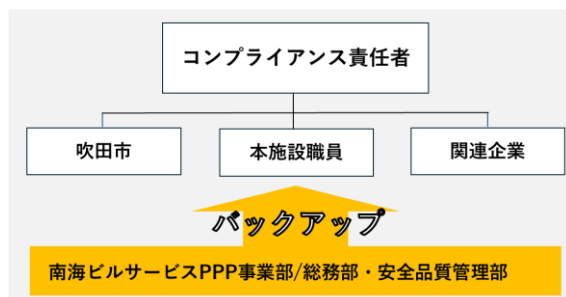 コンプライアンス責任者
吹田市
本施設職員
関連企業
バックアップ
南海ビルサービスPPP事業部/総務部・安全品質管理部